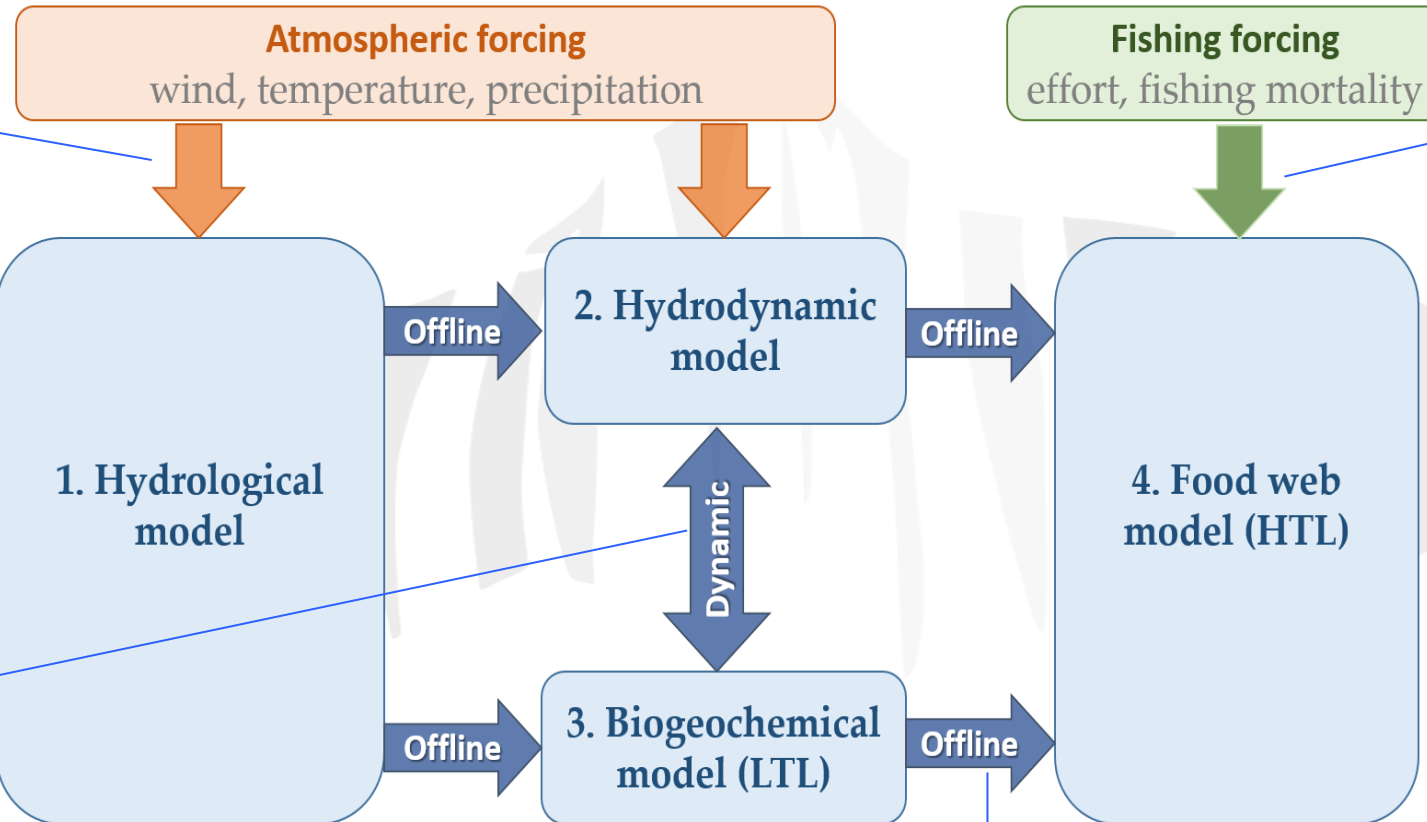 Atmospheric forcing
wind, temperature, precipitation
Fishing forcing
effort, fishing mortality
Offline
2. Hydrodynamic
model
Offline
1. Hydrological
model
Dynamic
4. Food web
model (HTL)
Offline
3. Biogeochemical
model (LTL)
Offline